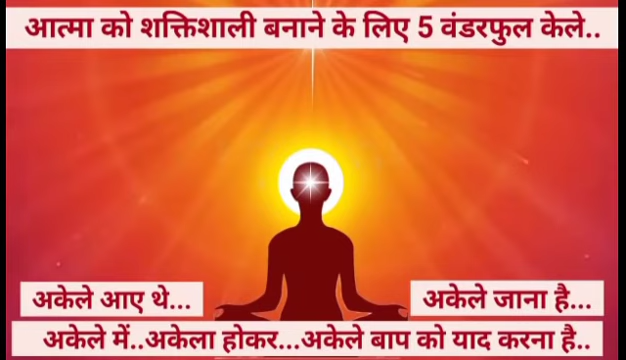 आत्मा को शक्तिशाली बनाने के लिए 5 वंडरफुल केले..
अकेले आए थे...
अकेले जाना है...
अकेले में..अकेला होकर...अकेले बाप को याद करना है..